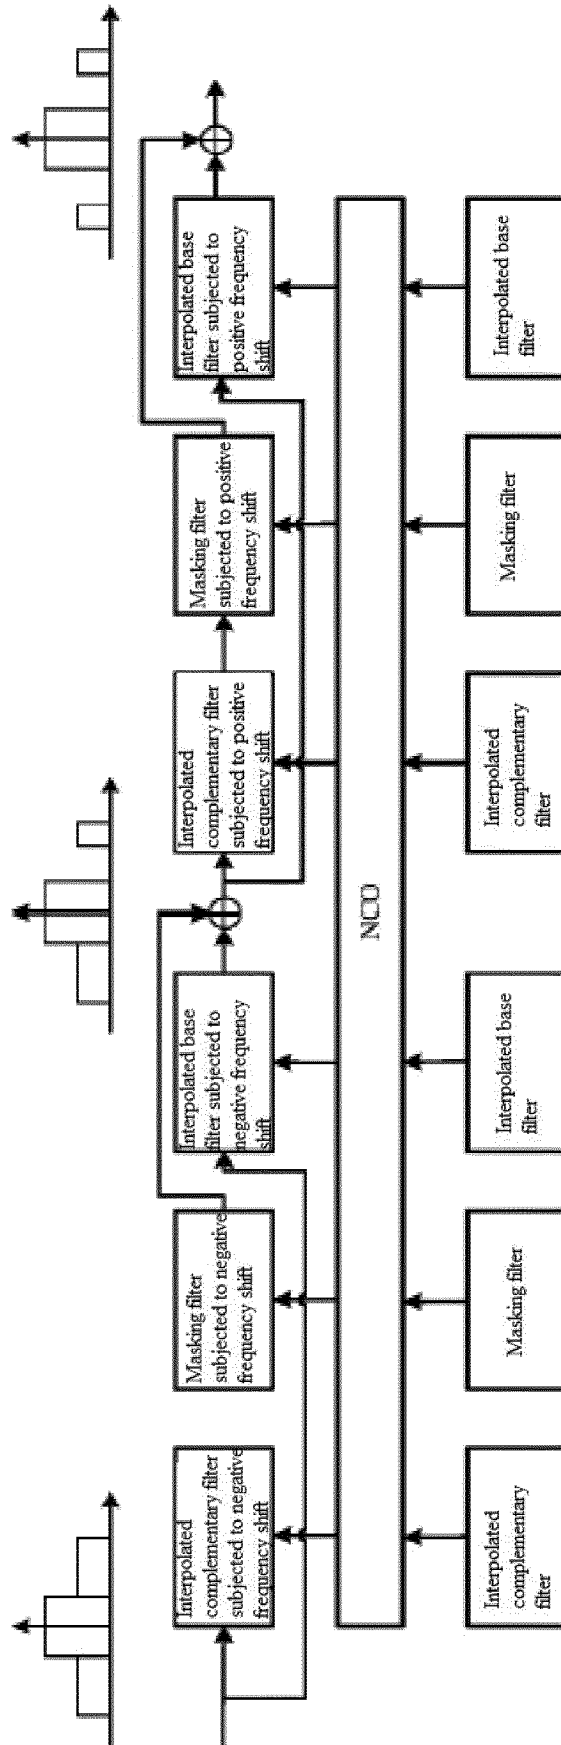 Interpolated
complementary filter
subjected to negative
frequency shift
Masking filter
subjected to negative
frequency shift
Interpolated base
filter subjected to
negative frequency
shift
Interpolated
complementary filter
subjected to positive
frequency shift
Masking filter
subjected to positive
frequency shift
Interpolated base
filter subjected to
positive frequency
shift
NCO
Interpolated
complementary
filter
Masking filter
Interpolated base
filter
Interpolated
complementary
filter
Masking filter
Interpolated base
filter